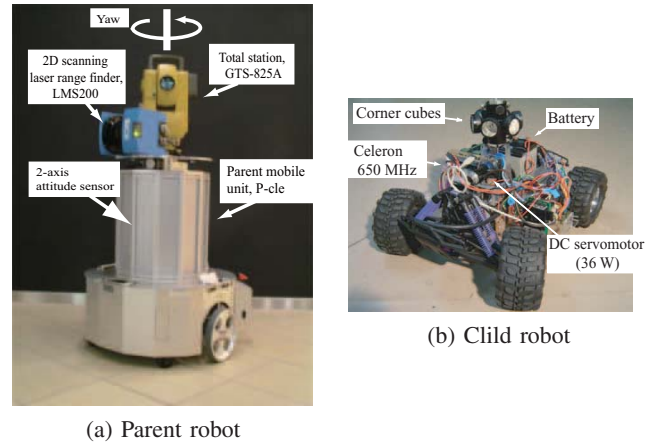 Yaw
2D scanning
laser range finder,
LMS200
Total station,
GTS-825A
2-axis
attitude sensor
Parent mobile
unit, P-cle
(a) Parent robot
Corner cubes
Battery
Celeron
650 MHz
DC servomotor
(36 W)
(b) Clild robot